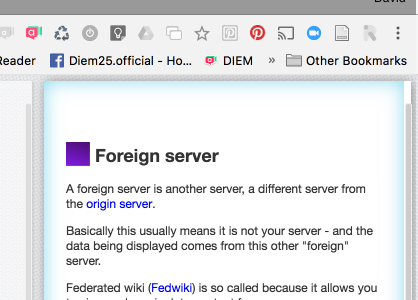 Reader Diem25.official - Ho... DIEM » Other Bookmarks
Foreign server
A foreign server is another server, a different server from
the origin server.
Basically this usually means it is not your server - and the
data being displayed comes from this other "foreign"
server.
Federated wiki (Fedwiki) is so called because it allows you